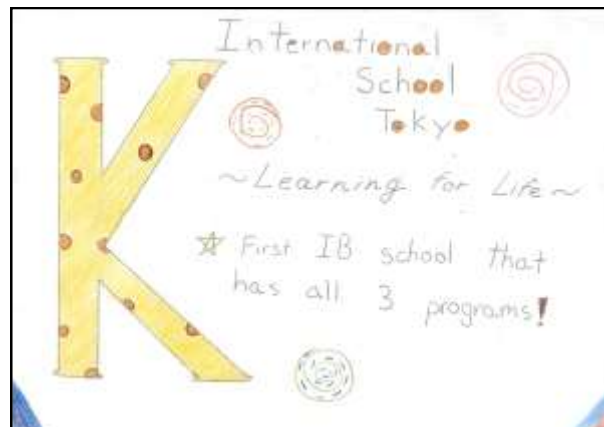 K International
School
Tokyo
~Learning for Life~
☆ First IB school that
has all 3 programs!